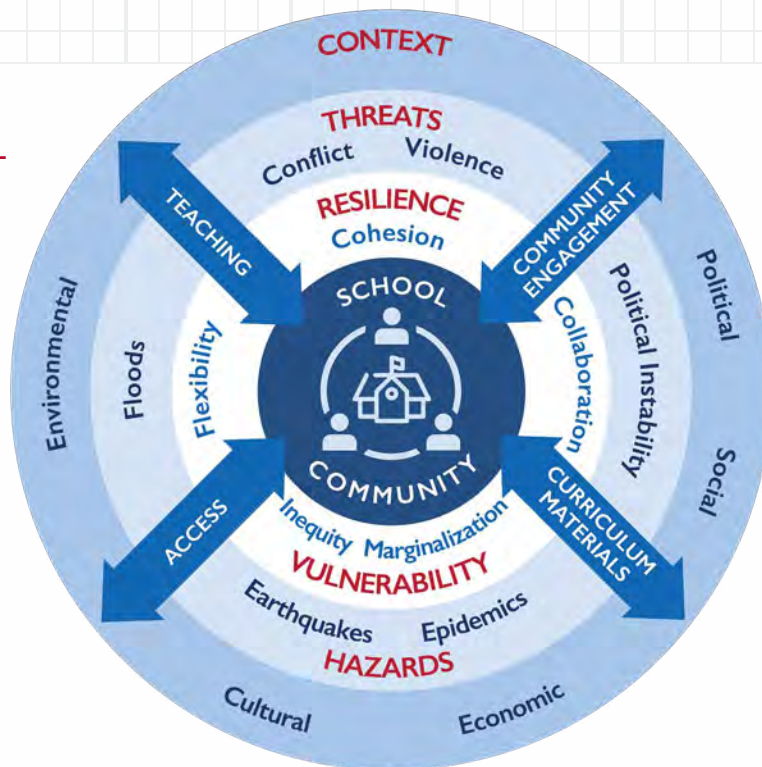 CONTEXT
THREATS
Conflict Violence
RESILIENCE
Cohesion
TEACHING
COMMUNITY
ENGAGEMENT
SCHOOL
COMMUNITY
Environmental
Floods
Flexibility
Collaboration
Political Instability
Political
Social
ACCESS
CURRICULUM
MATERIALS
Inequity Marginalization
VULNERABILITY
Earthquakes Epidemics
HAZARDS
Cultural
Economic